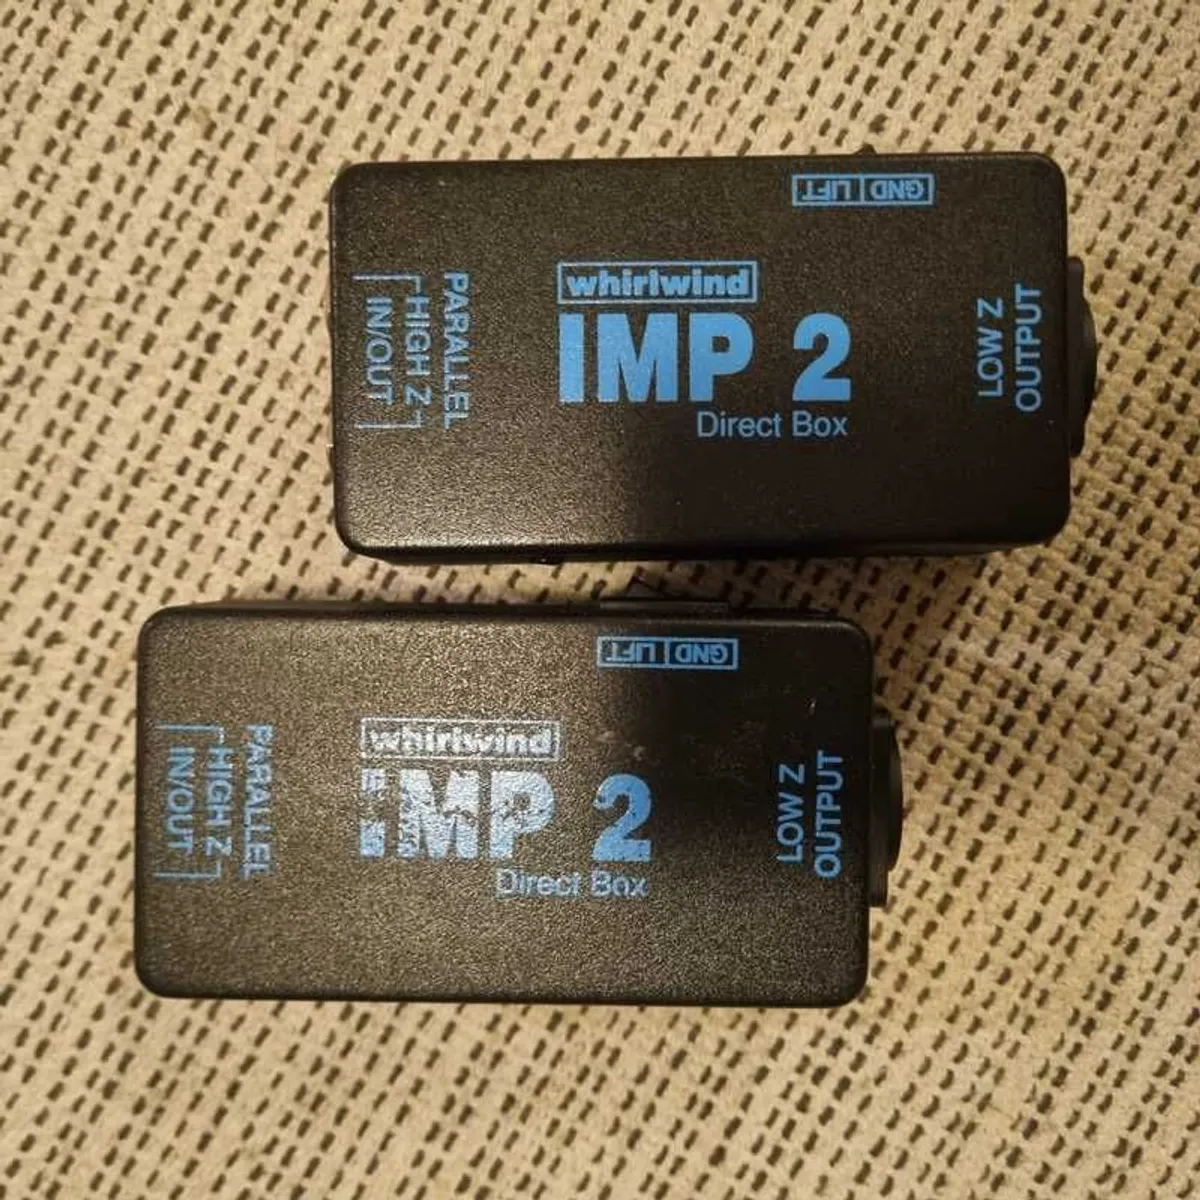 GND LIFT
whirlwind
IMP 2
Direct Box
PARALLEL
HIGH Z
IN/OUT
LOW Z
OUTPUT
GND LIFT
whirlwind
IMP 2
Direct Box
PARALLEL
HIGH Z
IN/OUT
LOW Z
OUTPUT